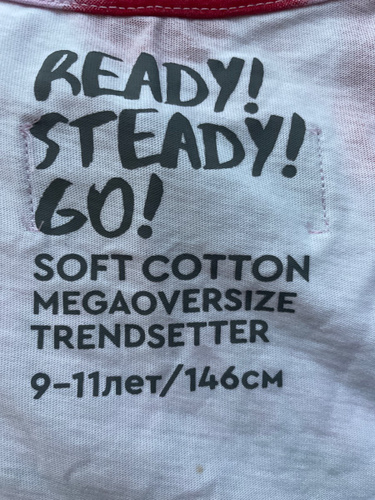 READY!
STEADY!
GO!
SOFT COTTON
MEGAOVERSIZE
TRENDSETTER
9-11лет/146см